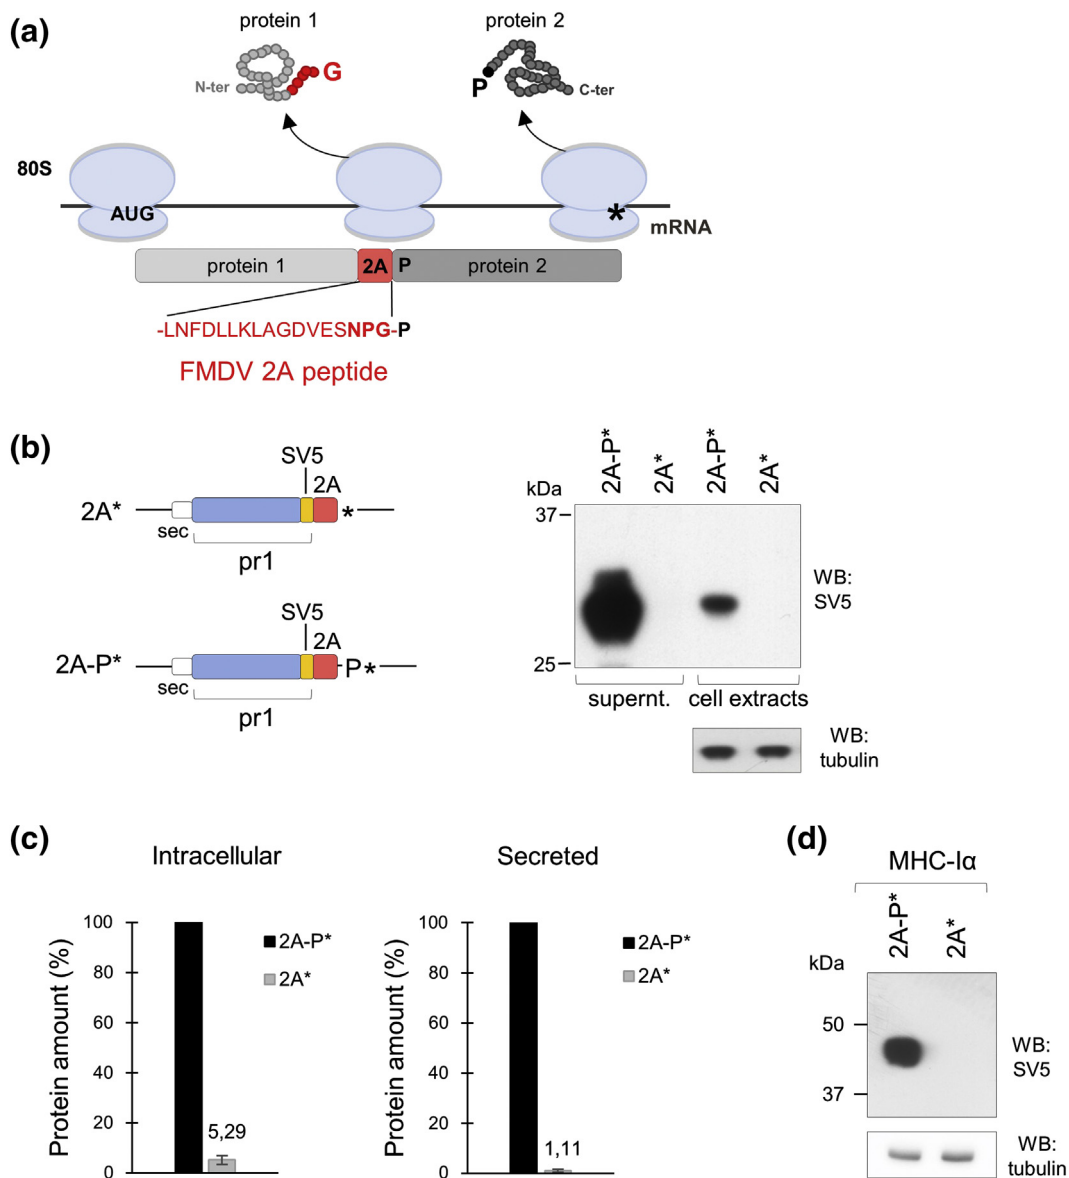 (a)
protein 1
protein 2
N-ter
G
P
C-ter
80S
AUG
*
mRNA
protein 1
2A
P
protein 2
-LNFDLLKLAGDVESNPG-P
FMDV 2A peptide
(b)
SV5
2A
2A*
*
sec
pr1
SV5
2A
2A-P*
P*
sec
pr1
2A-P*
2A*
2A-P*
2A*
kDa
37
25
WB:
SV5
supernt.
cell extracts
WB:
tubulin
(c)
Intracellular
Protein amount (%)
100
80
60
40
20
0
5,29
2A-P*
2A*
Secreted
Protein amount (%)
100
80
60
40
20
0
1,11
2A-P*
2A*
(d)
MHC-Iα
2A-P*
2A*
kDa
50
37
WB:
SV5
WB:
tubulin